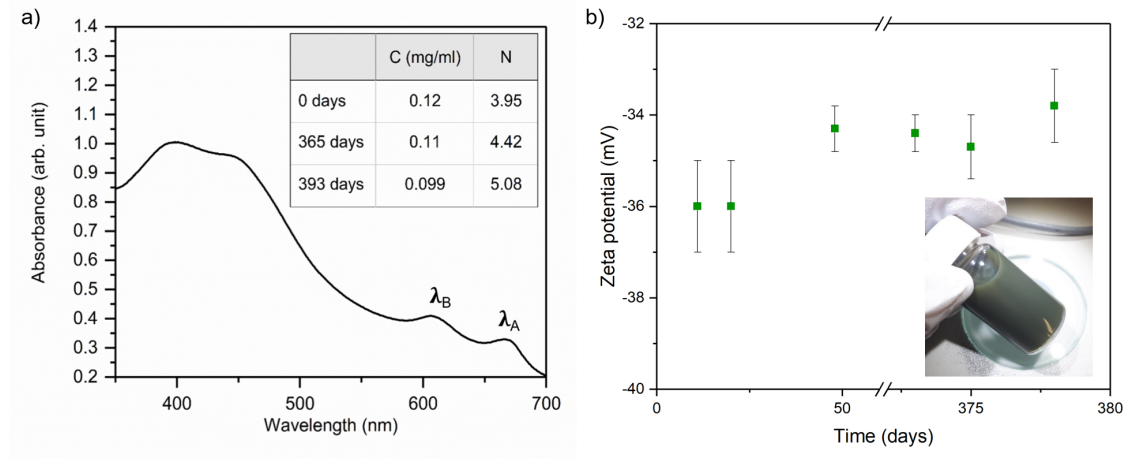 a)
1.4
1.3
1.2
1.1
1.0
0.9
0.8
0.7
0.6
0.5
0.4
0.3
0.2
Absorbance (arb. unit)
C (mg/ml) N
0 days 0.12 3.95
365 days 0.11 4.42
393 days 0.099 5.08
λB
λA
400 500 600 700
Wavelength (nm)
b)
-32
-34
-36
-38
-40
Zeta potential (mV)
0 50 375 380
Time (days)